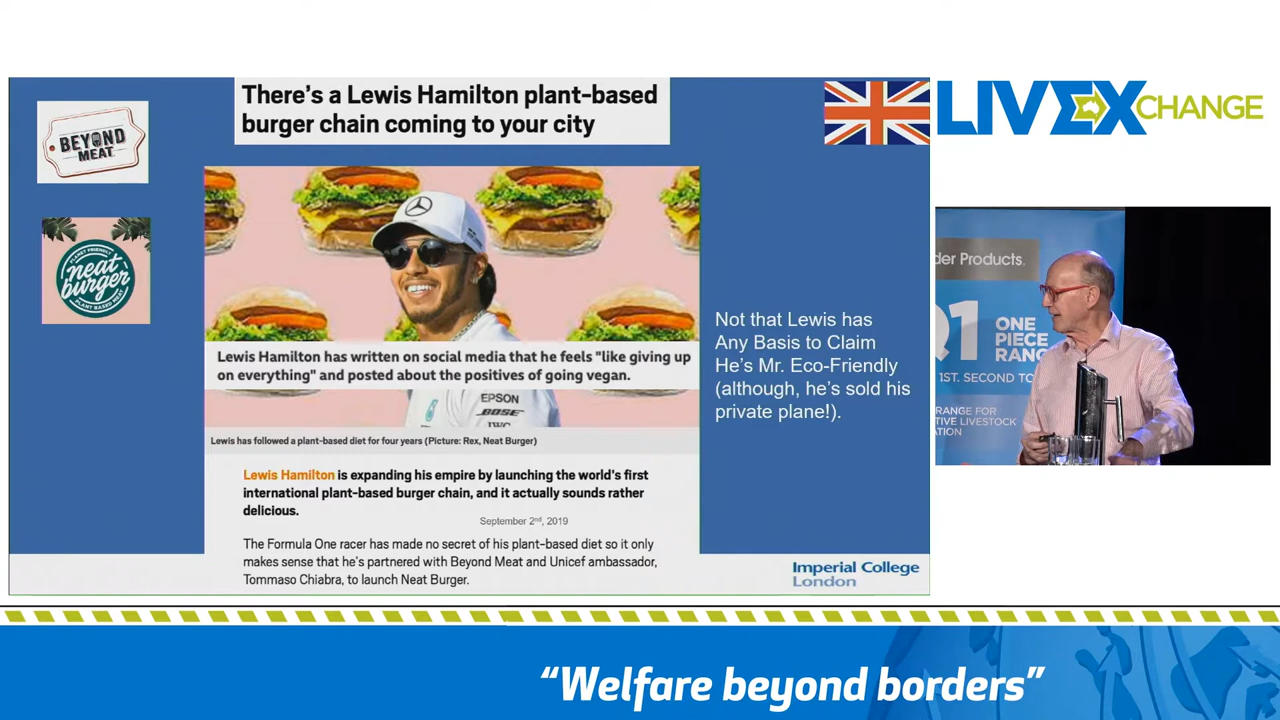 There's a Lewis Hamilton plant-based
burger chain coming to your city
BEYOND
MEAT
PLANET FRIENDLY
neat
burger
PLANT BASED MEAT
Lewis Hamilton has written on social media that he feels "like giving up
on everything" and posted about the positives of going vegan.
EPSON
BOSE
IWC
Lewis has followed a plant-based diet for four years (Picture: Rex, Neat Burger)
Lewis Hamilton is expanding his empire by launching the world's first
international plant-based burger chain, and it actually sounds rather
delicious.
September 2nd, 2019
The Formula One racer has made no secret of his plant-based diet so it only
makes sense that he's partnered with Beyond Meat and Unicef ambassador,
Tommaso Chiabra, to launch Neat Burger.
Not that Lewis has
Any Basis to Claim
He's Mr. Eco-Friendly
(although, he's sold his
private plane!).
Imperial College
London
LIVEXCHANGE
der Products.
Q1
ONE
PIECE
RANG
1ST. SECOND TO
RANGE FOR
TIVE LIVESTOCK
ATION
“Welfare beyond borders”